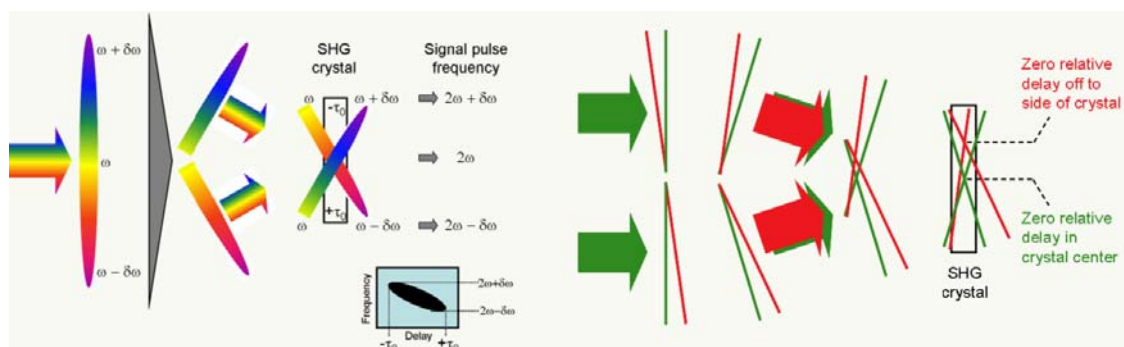 ω + δω
ω
ω − δω
SHG
crystal
Signal pulse
frequency
ω
-τ₀
ω + δω
2ω + δω
2ω
ω
+τ₀
ω − δω
2ω − δω
Frequency
2ω+δω
2ω−δω
Delay
-τ₀
+τ₀
Zero relative
delay off to
side of crystal
Zero relative
delay in
crystal center
SHG
crystal